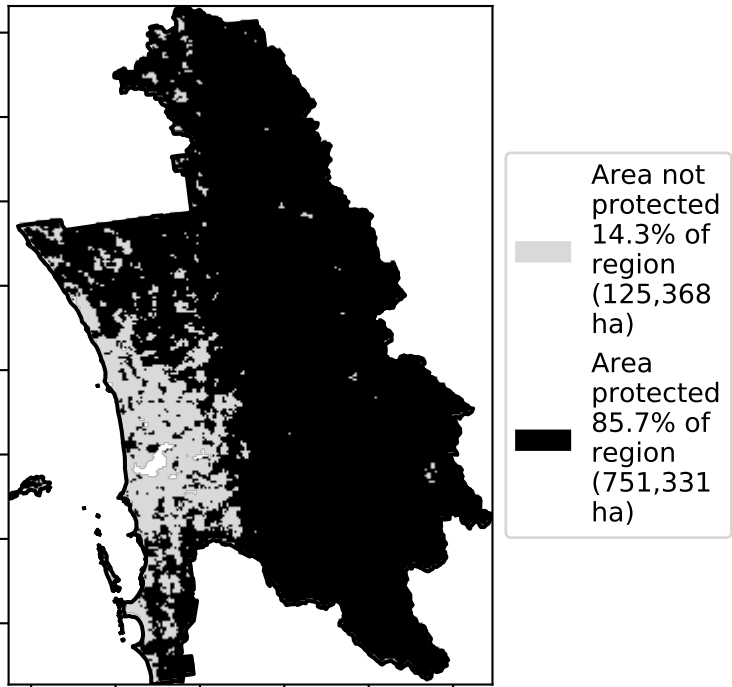 Area not
protected
14.3% of
region
(125,368
ha)
Area
protected
85.7% of
region
(751,331
ha)